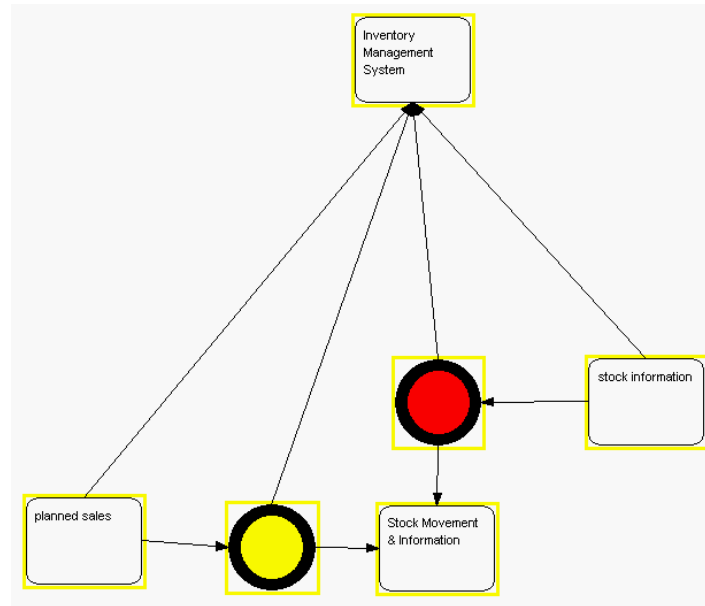 Inventory
Management
System
stock information
planned sales
Stock Movement
& Information